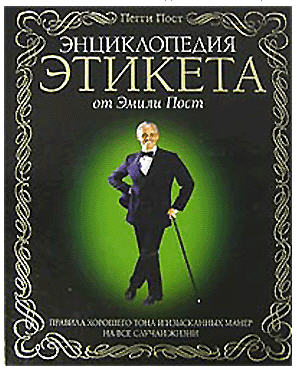 Пегги Пост
ЭНЦИКЛОПЕДИЯ
ЭТИКЕТА
от Эмили Пост
ПРАВИЛА ХОРОШЕГО ТОНА И ИЗЫСКАННЫХ МАНЕР
НА ВСЕ СЛУЧАИ ЖИЗНИ